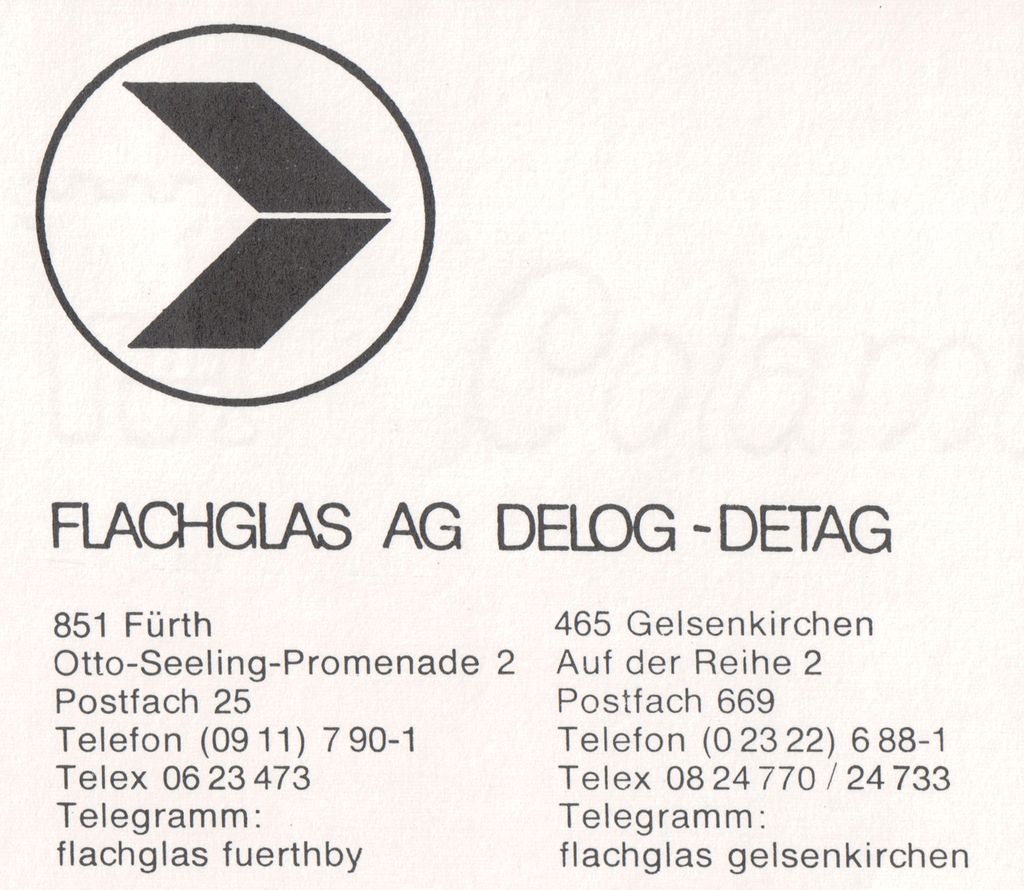 FLACHGLAS AG DELOG-DETAG
851 Fürth
Otto-Seeling-Promenade 2
Postfach 25
Telefon (09 11) 7 90-1
Telex 06 23 473
Telegramm:
flachglas fuerthby
465 Gelsenkirchen
Auf der Reihe 2
Postfach 669
Telefon (0 23 22) 6 88-1
Telex 08 24 770 / 24 733
Telegramm:
flachglas gelsenkirchen